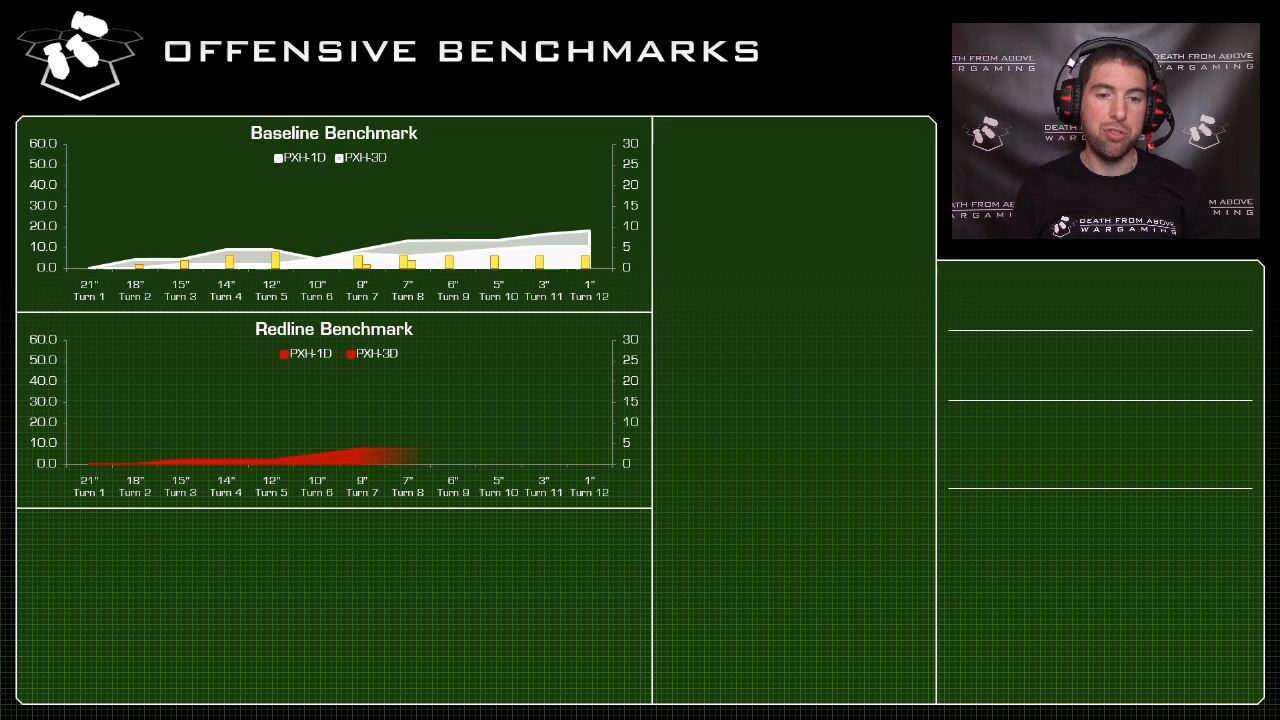 OFFENSIVE BENCHMARKS
Baseline Benchmark
PXH-1D PXH-3D
60.0 30
50.0 25
40.0 20
30.0 15
20.0 10
10.0 5
0.0 0
21" 18" 15" 14" 12" 10" 9" 7" 6" 5" 3" 1"
Turn 1 Turn 2 Turn 3 Turn 4 Turn 5 Turn 6 Turn 7 Turn 8 Turn 9 Turn 10 Turn 11 Turn 12
Redline Benchmark
PXH-1D PXH-3D
60.0 30
50.0 25
40.0 20
30.0 15
20.0 10
10.0 5
0.0 0
21" 18" 15" 14" 12" 10" 9" 7" 6" 5" 3" 1"
Turn 1 Turn 2 Turn 3 Turn 4 Turn 5 Turn 6 Turn 7 Turn 8 Turn 9 Turn 10 Turn 11 Turn 12
DEATH FROM ABOVE
WARGAMING